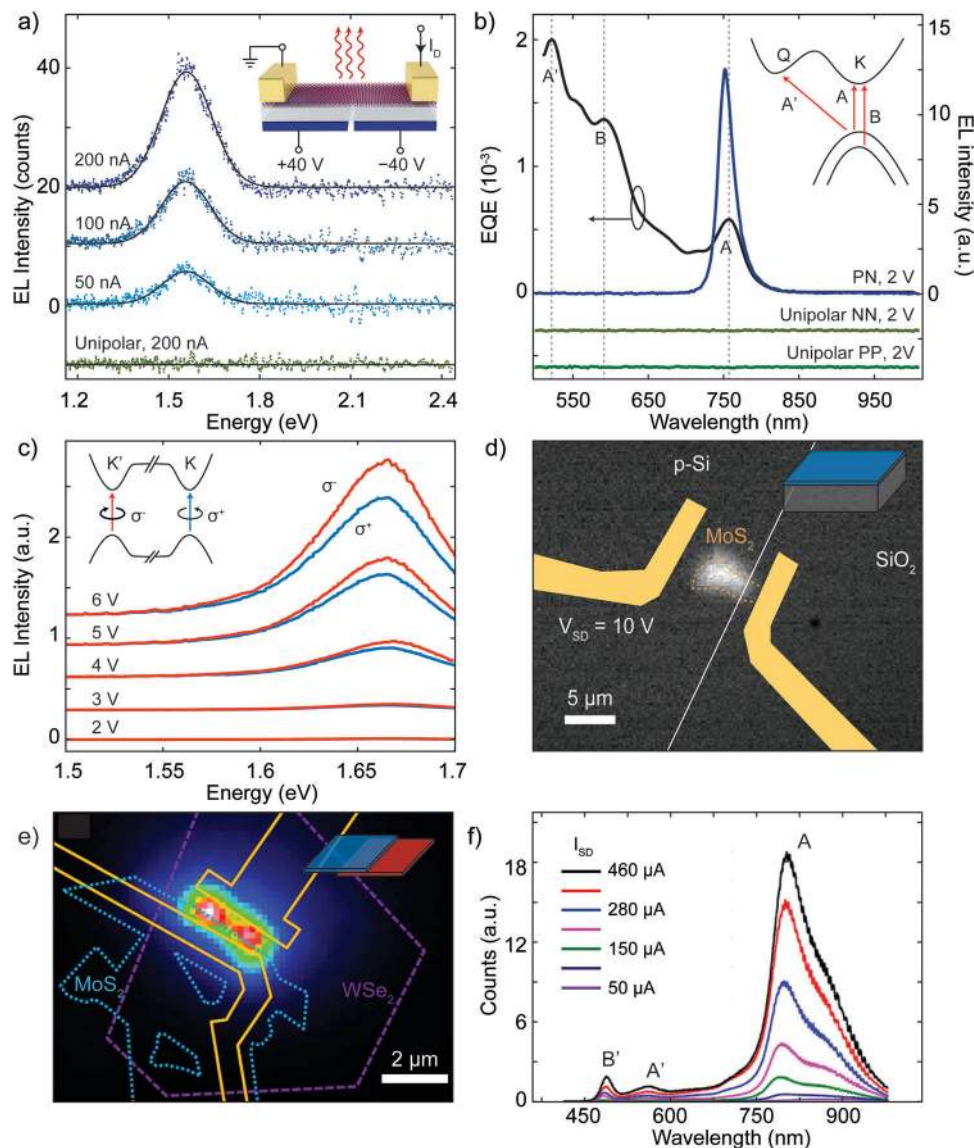 a)
EL Intensity (counts)
40
20
0
200 nA
100 nA
50 nA
Unipolar, 200 nA
I_D
+40 V
−40 V
1.2
1.5
1.8
2.1
2.4
Energy (eV)
b)
EQE (10⁻³)
2
1
0
A'
B
A
Q
K
A'
A
B
15
10
5
0
EL intensity (a.u.)
PN, 2 V
Unipolar NN, 2 V
Unipolar PP, 2V
550
650
750
850
950
Wavelength (nm)
c)
EL Intensity (a.u.)
2
1
0
K'
K
σ⁻
σ⁺
σ⁻
σ⁺
6 V
5 V
4 V
3 V
2 V
1.5
1.55
1.6
1.65
1.7
Energy (eV)
d)
p-Si
MoS₂
SiO₂
V_SD = 10 V
5 µm
e)
MoS₂
WSe₂
2 µm
f)
Counts (a.u.)
18
12
6
0
I_SD
460 µA
280 µA
150 µA
50 µA
A
B'
A'
450
600
750
900
Wavelength (nm)